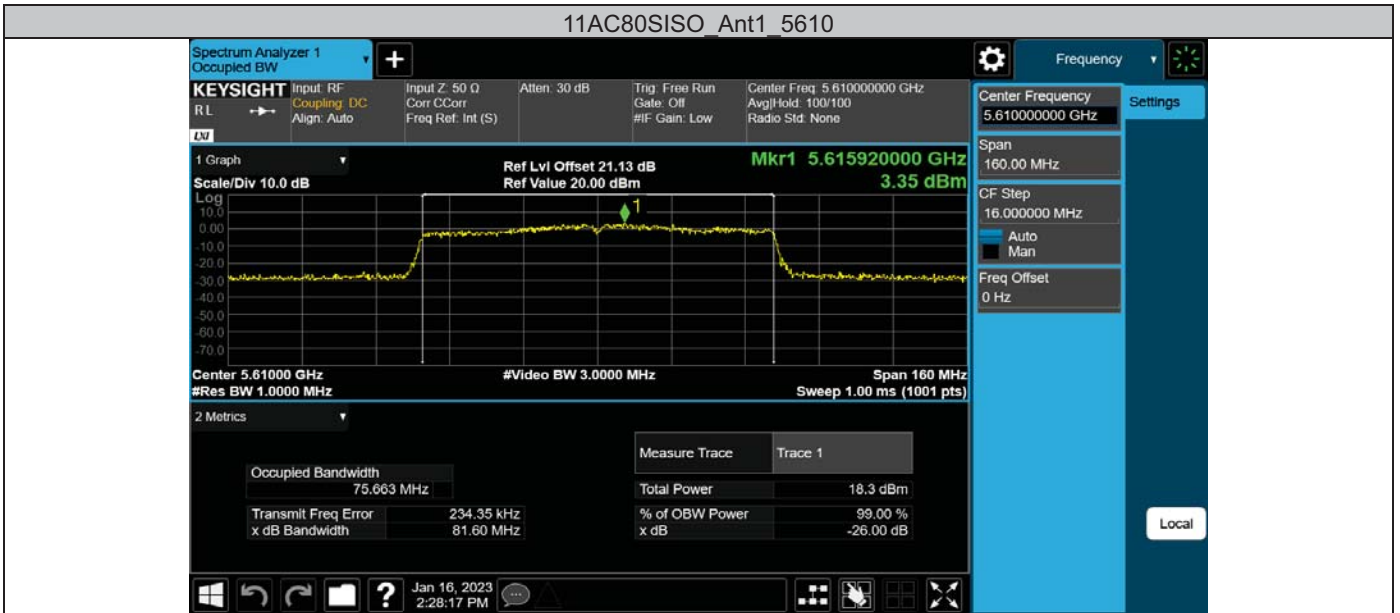 11AC80SISO_Ant1_5610
Spectrum Analyzer 1
Occupied BW
+
Frequency
KEYSIGHT
RL
LXI
Input: RF
Coupling: DC
Align: Auto
Input Z: 50 Ω
Corr CCorr
Freq Ref: Int (S)
Atten: 30 dB
Trig: Free Run
Gate: Off
#IF Gain: Low
Center Freq: 5.610000000 GHz
Avg|Hold: 100/100
Radio Std: None
Center Frequency
5.610000000 GHz
Settings
Span
160.00 MHz
CF Step
16.000000 MHz
Auto
Man
Freq Offset
0 Hz
Local
1 Graph
Scale/Div 10.0 dB
Ref Lvl Offset 21.13 dB
Ref Value 20.00 dBm
Mkr1 5.615920000 GHz
3.35 dBm
Log
10.0
0.00
-10.0
-20.0
-30.0
-40.0
-50.0
-60.0
-70.0
1
Center 5.61000 GHz
#Res BW 1.0000 MHz
#Video BW 3.0000 MHz
Span 160 MHz
Sweep 1.00 ms (1001 pts)
2 Metrics
Measure Trace Trace 1
Occupied Bandwidth
75.663 MHz
Total Power 18.3 dBm
Transmit Freq Error 234.35 kHz
% of OBW Power 99.00 %
x dB Bandwidth 81.60 MHz
x dB -26.00 dB
?
Jan 16, 2023
2:28:17 PM